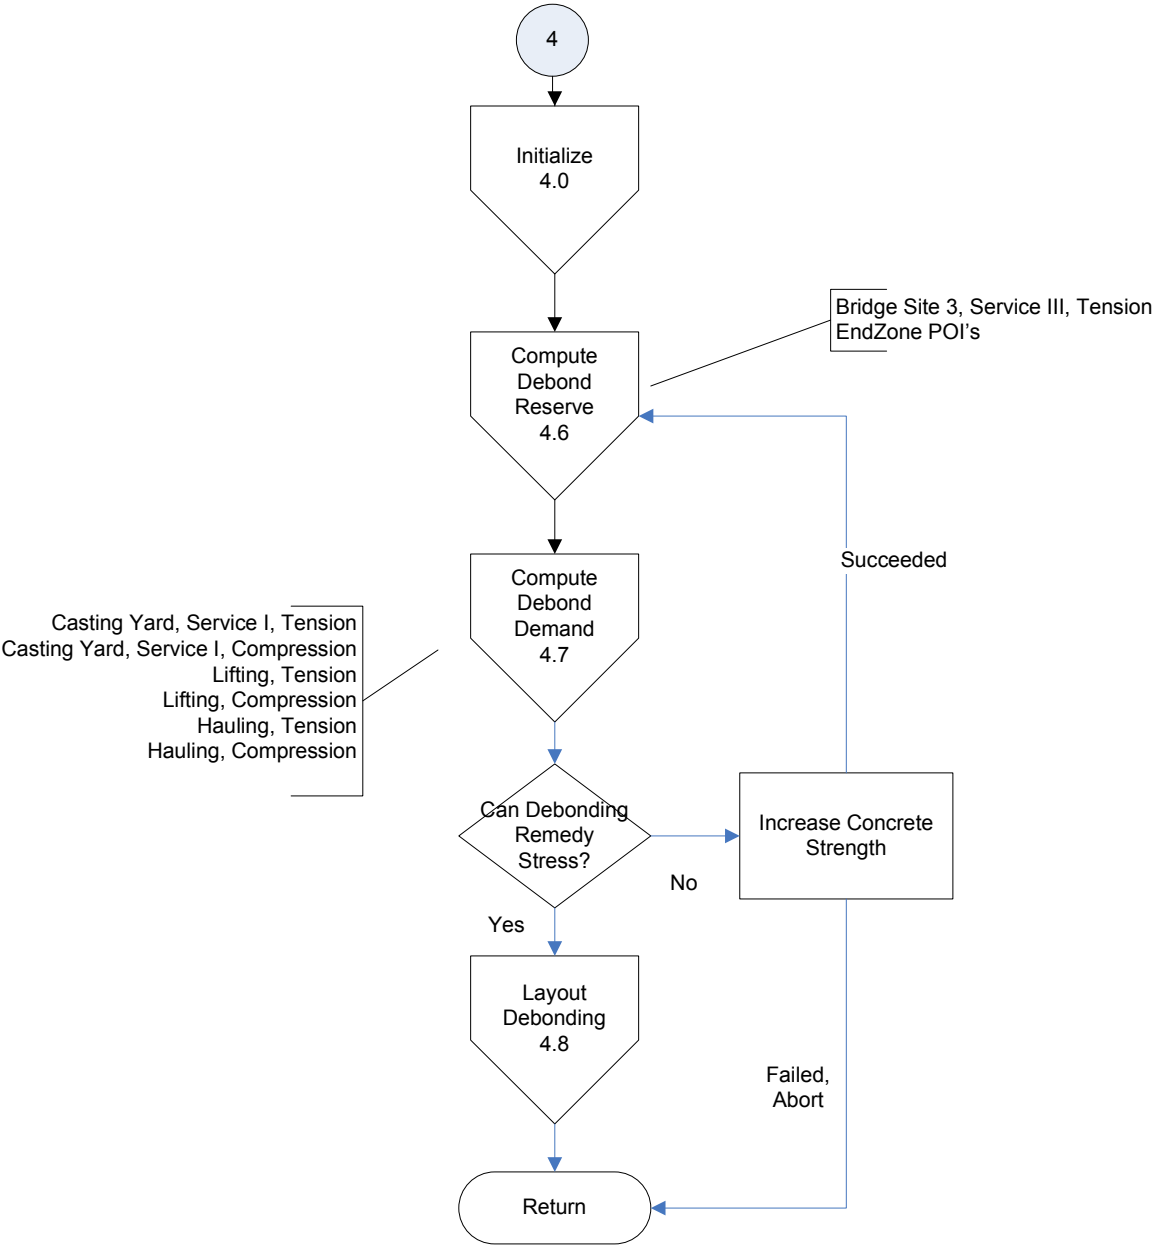 4
Initialize
4.0
Bridge Site 3, Service III, Tension
EndZone POI's
Compute
Debond
Reserve
4.6
Succeeded
Compute
Debond
Demand
4.7
Casting Yard, Service I, Tension
Casting Yard, Service I, Compression
Lifting, Tension
Lifting, Compression
Hauling, Tension
Hauling, Compression
Can Debonding
Remedy
Stress?
Increase Concrete
Strength
No
Yes
Layout
Debonding
4.8
Failed,
Abort
Return